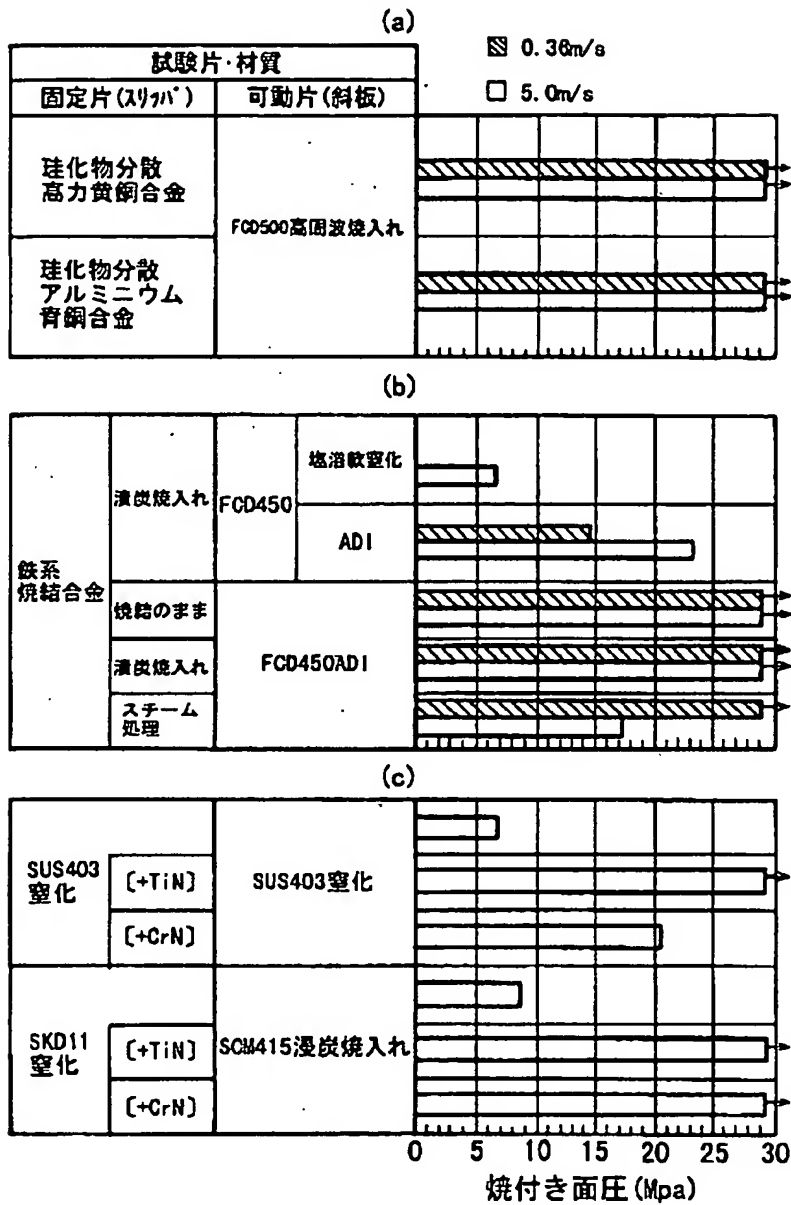 (a)
0.36m/s
5.0m/s
試験片·材質
固定片(ｽﾘｯﾊﾟ)
可動片(斜板)
珪化物分散
高力黄銅合金
FCD500高周波焼入れ
珪化物分散
アルミニウム
青銅合金
(b)
鉄系
焼結合金
漬炭焼入れ
FCD450
塩溶軟窒化
ADI
焼結のまま
漬炭焼入れ
スチーム
処理
FCD450ADI
(c)
SUS403
窒化
[+TiN]
[+CrN]
SUS403窒化
SKD11
窒化
[+TiN]
[+CrN]
SCM415浸炭焼入れ
0 5 10 15 20 25 30
焼付き面圧(Mpa)